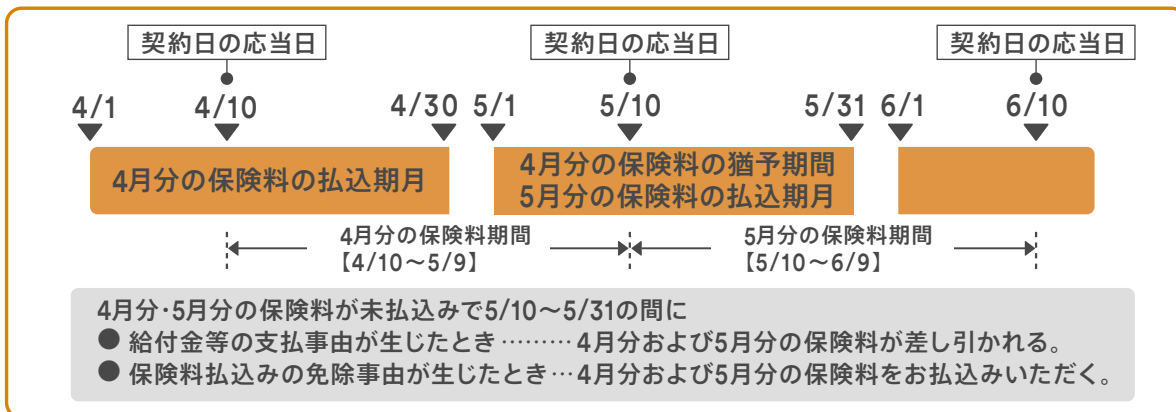 契約日の応当日 契約日の応当日 契約日の応当日
4/1 4/10 4/30 5/1 5/10 5/31 6/1 6/10
4月分の保険料の払込期月
4月分の保険料の猶予期間
5月分の保険料の払込期月
4月分の保険料期間
【4/10〜5/9】
5月分の保険料期間
【5/10〜6/9】
4月分・5月分の保険料が未払込みで5/10〜5/31の間に
● 給付金等の支払事由が生じたとき ……… 4月分および5月分の保険料が差し引かれる。
● 保険料払込みの免除事由が生じたとき … 4月分および5月分の保険料をお払込みいただく。